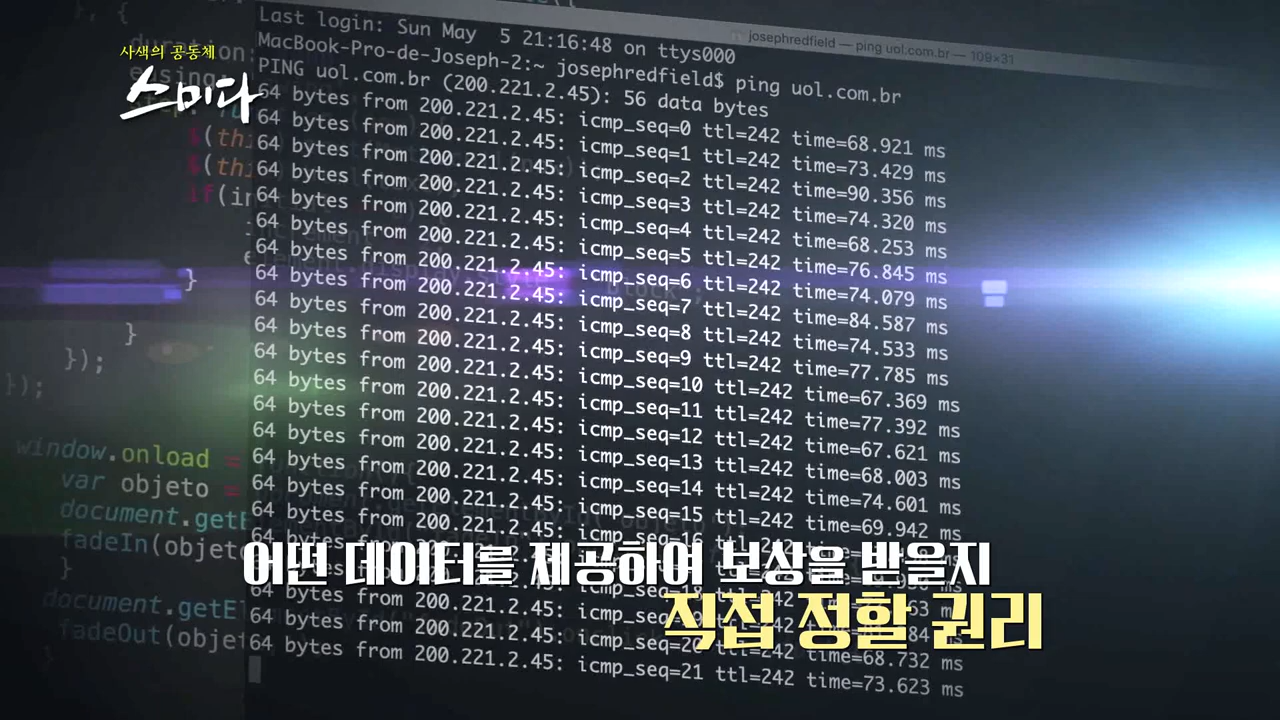 사색의 공동체
스미다
josephredfield — ping uol.com.br — 109×31
Last login: Sun May  5 21:16:48 on ttys000
MacBook-Pro-de-Joseph-2:~ josephredfield$ ping uol.com.br
PING uol.com.br (200.221.2.45): 56 data bytes
64 bytes from 200.221.2.45: icmp_seq=0 ttl=242 time=68.921 ms
64 bytes from 200.221.2.45: icmp_seq=1 ttl=242 time=73.429 ms
64 bytes from 200.221.2.45: icmp_seq=2 ttl=242 time=90.356 ms
64 bytes from 200.221.2.45: icmp_seq=3 ttl=242 time=74.320 ms
64 bytes from 200.221.2.45: icmp_seq=4 ttl=242 time=68.253 ms
64 bytes from 200.221.2.45: icmp_seq=5 ttl=242 time=76.845 ms
64 bytes from 200.221.2.45: icmp_seq=6 ttl=242 time=74.079 ms
64 bytes from 200.221.2.45: icmp_seq=7 ttl=242 time=84.587 ms
64 bytes from 200.221.2.45: icmp_seq=8 ttl=242 time=74.533 ms
64 bytes from 200.221.2.45: icmp_seq=9 ttl=242 time=77.785 ms
64 bytes from 200.221.2.45: icmp_seq=10 ttl=242 time=67.369 ms
64 bytes from 200.221.2.45: icmp_seq=11 ttl=242 time=77.392 ms
64 bytes from 200.221.2.45: icmp_seq=12 ttl=242 time=67.621 ms
64 bytes from 200.221.2.45: icmp_seq=13 ttl=242 time=68.003 ms
64 bytes from 200.221.2.45: icmp_seq=14 ttl=242 time=74.601 ms
64 bytes from 200.221.2.45: icmp_seq=15 ttl=242 time=69.942 ms
64 bytes from 200.221.2.45: icmp_seq=20 ttl=242 time=68.732 ms
64 bytes from 200.221.2.45: icmp_seq=21 ttl=242 time=73.623 ms
$(thi
$(thi
if(in
}
}
});
});
window.onload =
var objeto =
document.getE
fadeIn(objeto
}
document.getEl
fadeOut(objet
어떤 데이터를 제공하여 보상을 받을지
직접 정할 권리